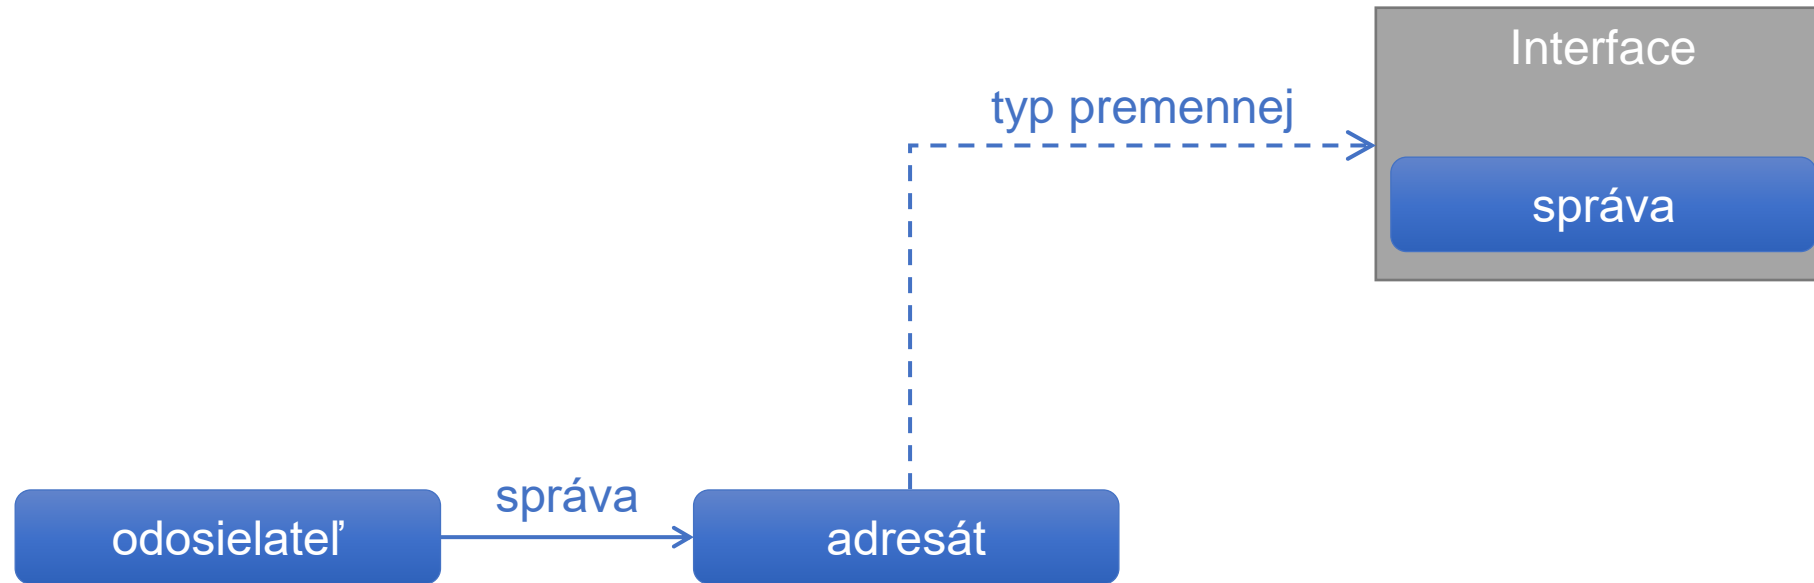 Interface
typ premennej
správa
správa
odosielateľ
adresát